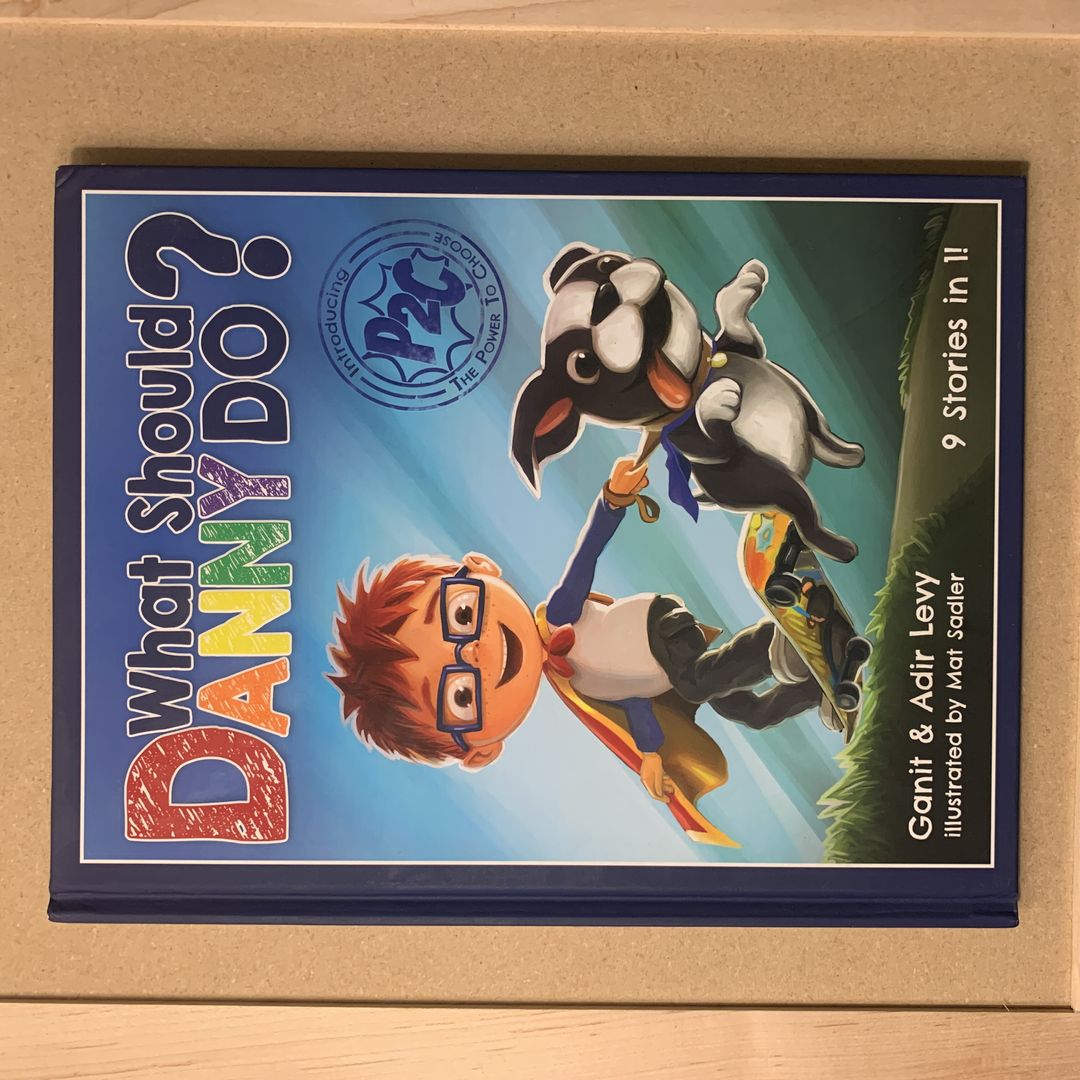 What Should
DANNY DO?
Introducing
P2C
THE POWER TO CHOOSE
Ganit & Adir Levy
illustrated by Mat Sadler
9 Stories in 1!